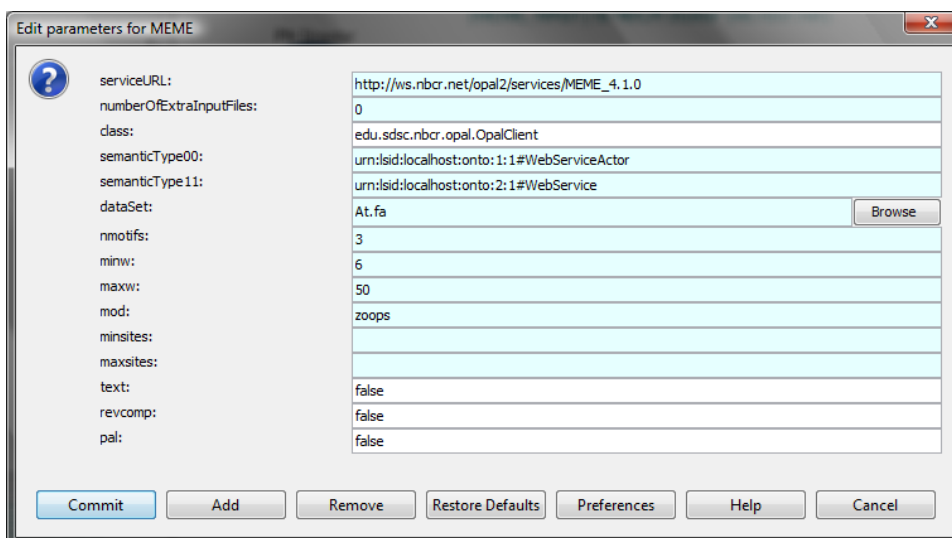 Edit parameters for MEME
serviceURL: http://ws.nbcr.net/opal2/services/MEME_4.1.0
numberOfExtraInputFiles: 0
class: edu.sdsc.nbcr.opal.OpalClient
semanticType00: urn:lsid:localhost:onto:1:1#WebServiceActor
semanticType11: urn:lsid:localhost:onto:2:1#WebService
dataSet: At.fa Browse
nmotifs: 3
minw: 6
maxw: 50
mod: zoops
minsites:
maxsites:
text: false
revcomp: false
pal: false
Commit Add Remove Restore Defaults Preferences Help Cancel